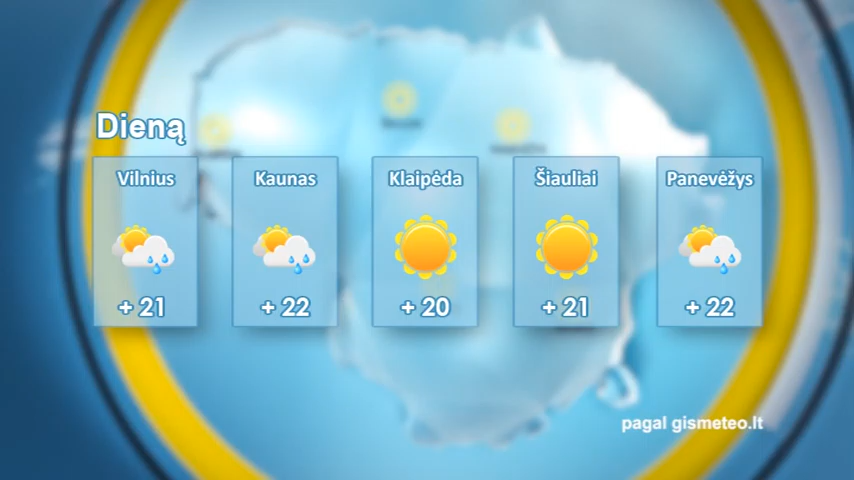 Dieną
Vilnius
+ 21
Kaunas
+ 22
Klaipėda
+ 20
Šiauliai
+ 21
Panevėžys
+ 22
pagal gismeteo.lt